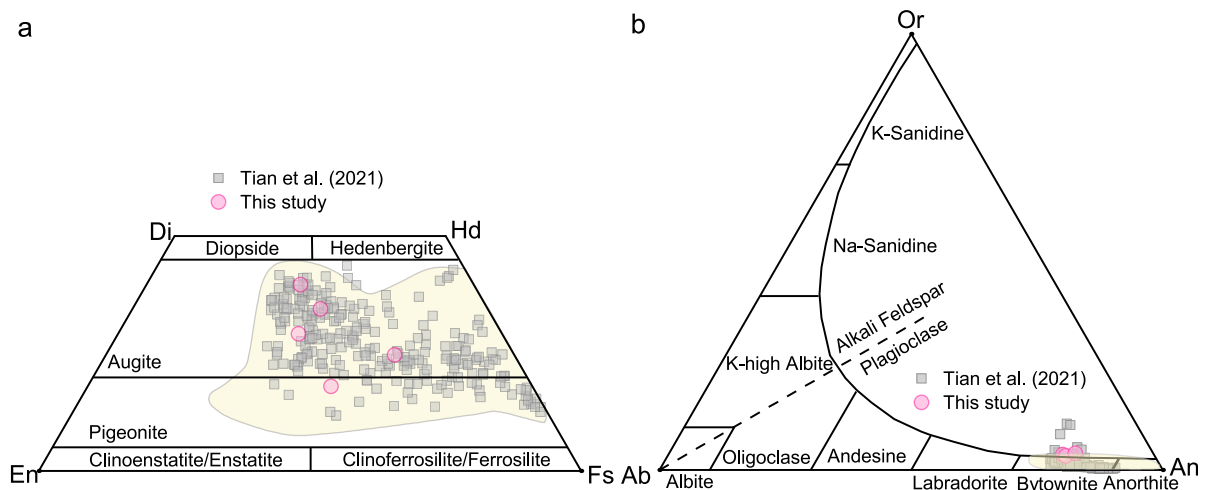 a
Tian et al. (2021)
This study
Di
Hd
Diopside
Hedenbergite
Augite
Pigeonite
Clinoenstatite/Enstatite
Clinoferrosilite/Ferrosilite
En
Fs
b
Or
K-Sanidine
Na-Sanidine
Alkali Feldspar
Plagioclase
K-high Albite
Tian et al. (2021)
This study
Ab
An
Albite
Oligoclase
Andesine
Labradorite
Bytownite
Anorthite